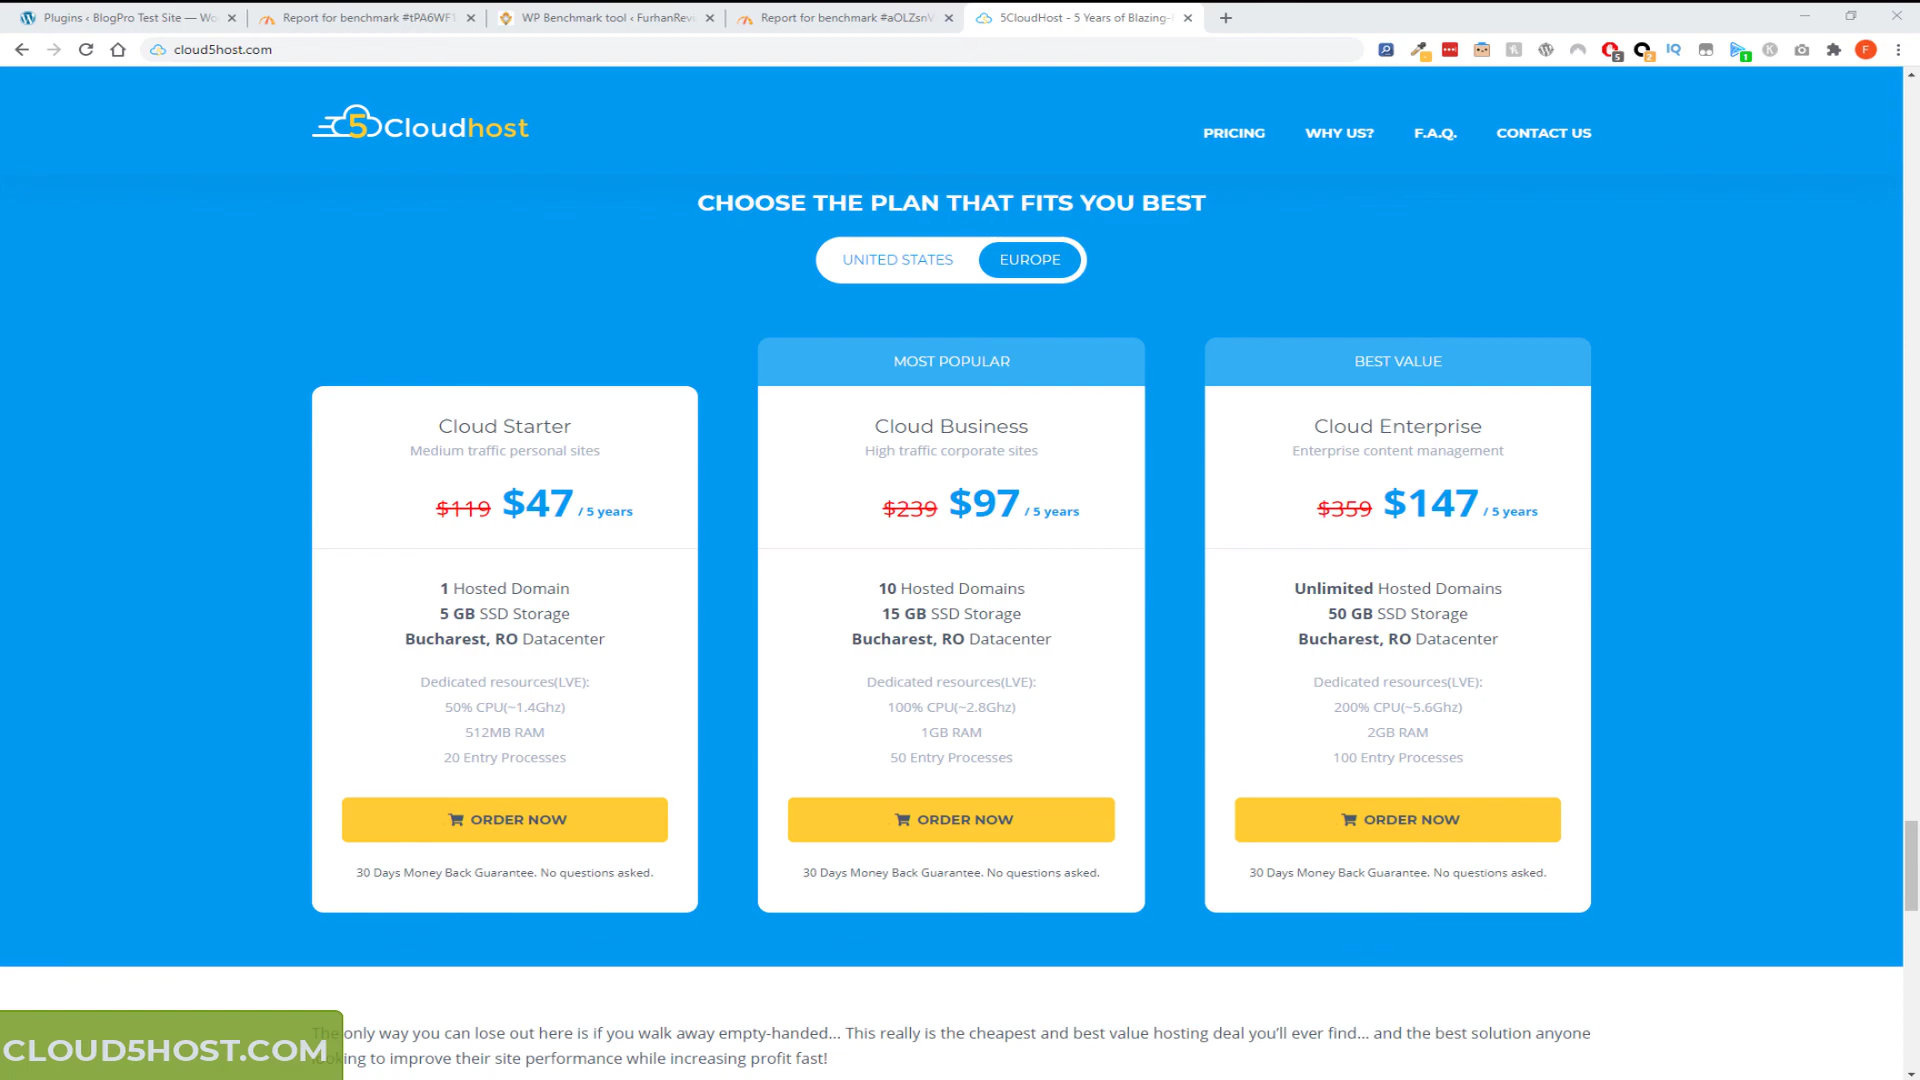 Plugins ‹ BlogPro Test Site — Wo
Report for benchmark #tPA6WF
WP Benchmark tool ‹ FurhanRev
Report for benchmark #aOLZsnV
5CloudHost - 5 Years of Blazing-
cloud5host.com
5Cloudhost
PRICING
WHY US?
F.A.Q.
CONTACT US
CHOOSE THE PLAN THAT FITS YOU BEST
UNITED STATES
EUROPE
Cloud Starter
Medium traffic personal sites
$119 $47 / 5 years
1 Hosted Domain
5 GB SSD Storage
Bucharest, RO Datacenter
Dedicated resources(LVE):
50% CPU(~1.4Ghz)
512MB RAM
20 Entry Processes
ORDER NOW
30 Days Money Back Guarantee. No questions asked.
MOST POPULAR
Cloud Business
High traffic corporate sites
$239 $97 / 5 years
10 Hosted Domains
15 GB SSD Storage
Bucharest, RO Datacenter
Dedicated resources(LVE):
100% CPU(~2.8Ghz)
1GB RAM
50 Entry Processes
ORDER NOW
30 Days Money Back Guarantee. No questions asked.
BEST VALUE
Cloud Enterprise
Enterprise content management
$359 $147 / 5 years
Unlimited Hosted Domains
50 GB SSD Storage
Bucharest, RO Datacenter
Dedicated resources(LVE):
200% CPU(~5.6Ghz)
2GB RAM
100 Entry Processes
ORDER NOW
30 Days Money Back Guarantee. No questions asked.
The only way you can lose out here is if you walk away empty-handed... This really is the cheapest and best value hosting deal you'll ever find... and the best solution anyone
looking to improve their site performance while increasing profit fast!
CLOUD5HOST.COM